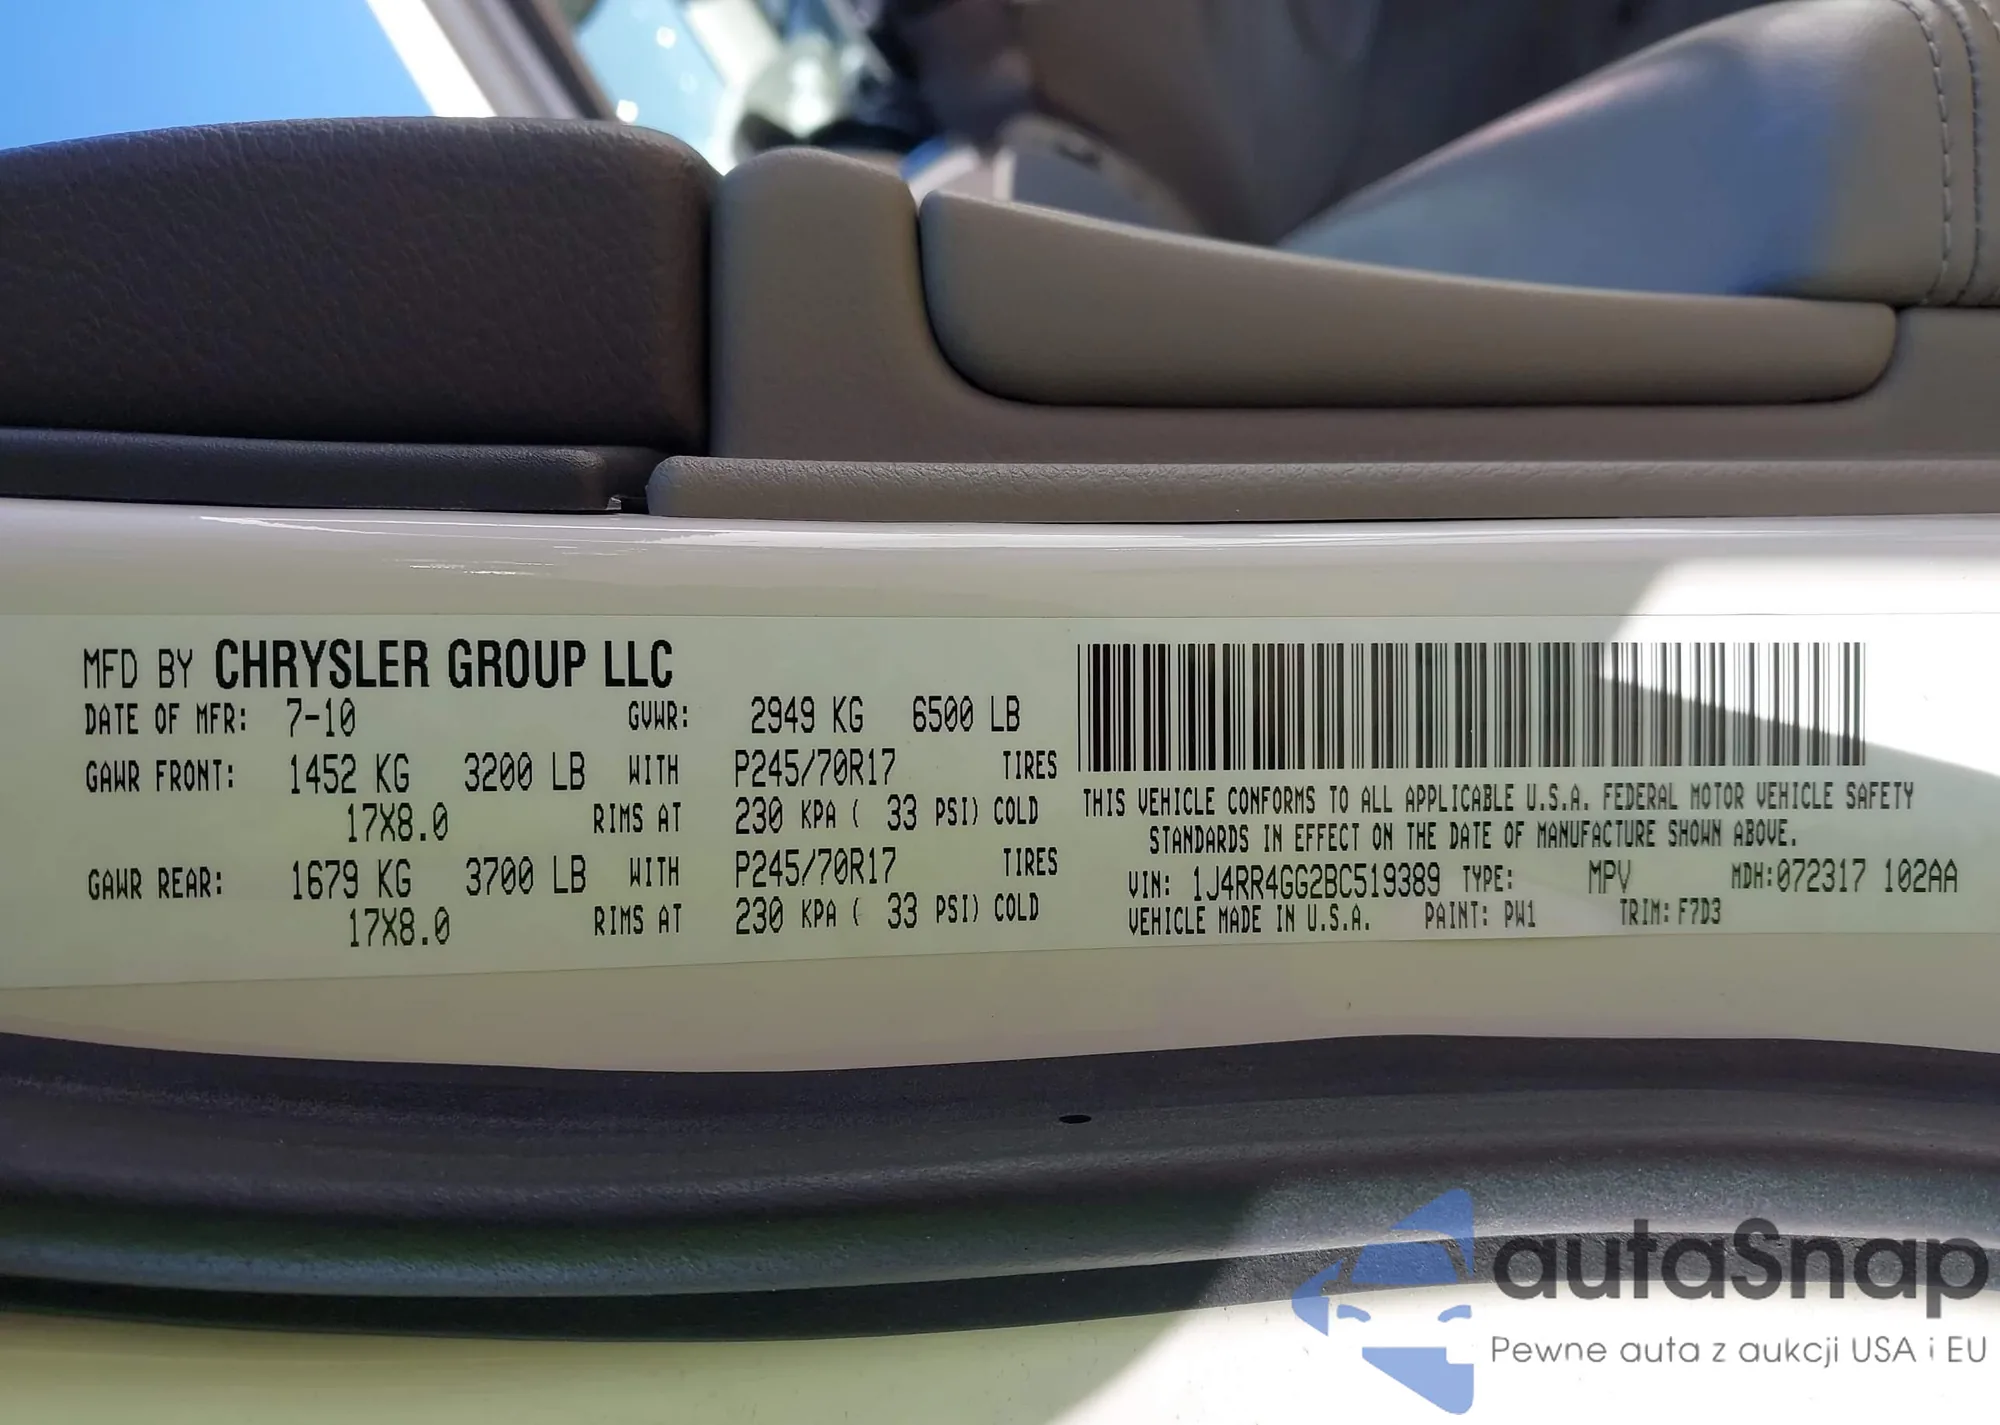 MFD BY CHRYSLER GROUP LLC
DATE OF MFR: 7-10 GVWR: 2949 KG 6500 LB
GAWR FRONT: 1452 KG 3200 LB WITH P245/70R17 TIRES
17X8.0 RIMS AT 230 KPA ( 33 PSI) COLD
GAWR REAR: 1679 KG 3700 LB WITH P245/70R17 TIRES
17X8.0 RIMS AT 230 KPA ( 33 PSI) COLD
THIS VEHICLE CONFORMS TO ALL APPLICABLE U.S.A. FEDERAL MOTOR VEHICLE SAFETY
STANDARDS IN EFFECT ON THE DATE OF MANUFACTURE SHOWN ABOVE.
VIN: 1J4RR4GG2BC519389 TYPE: MPV MDH:072317 102AA
VEHICLE MADE IN U.S.A. PAINT: PW1 TRIM: F7D3
autaSnap
Pewne auta z aukcji USA i EU